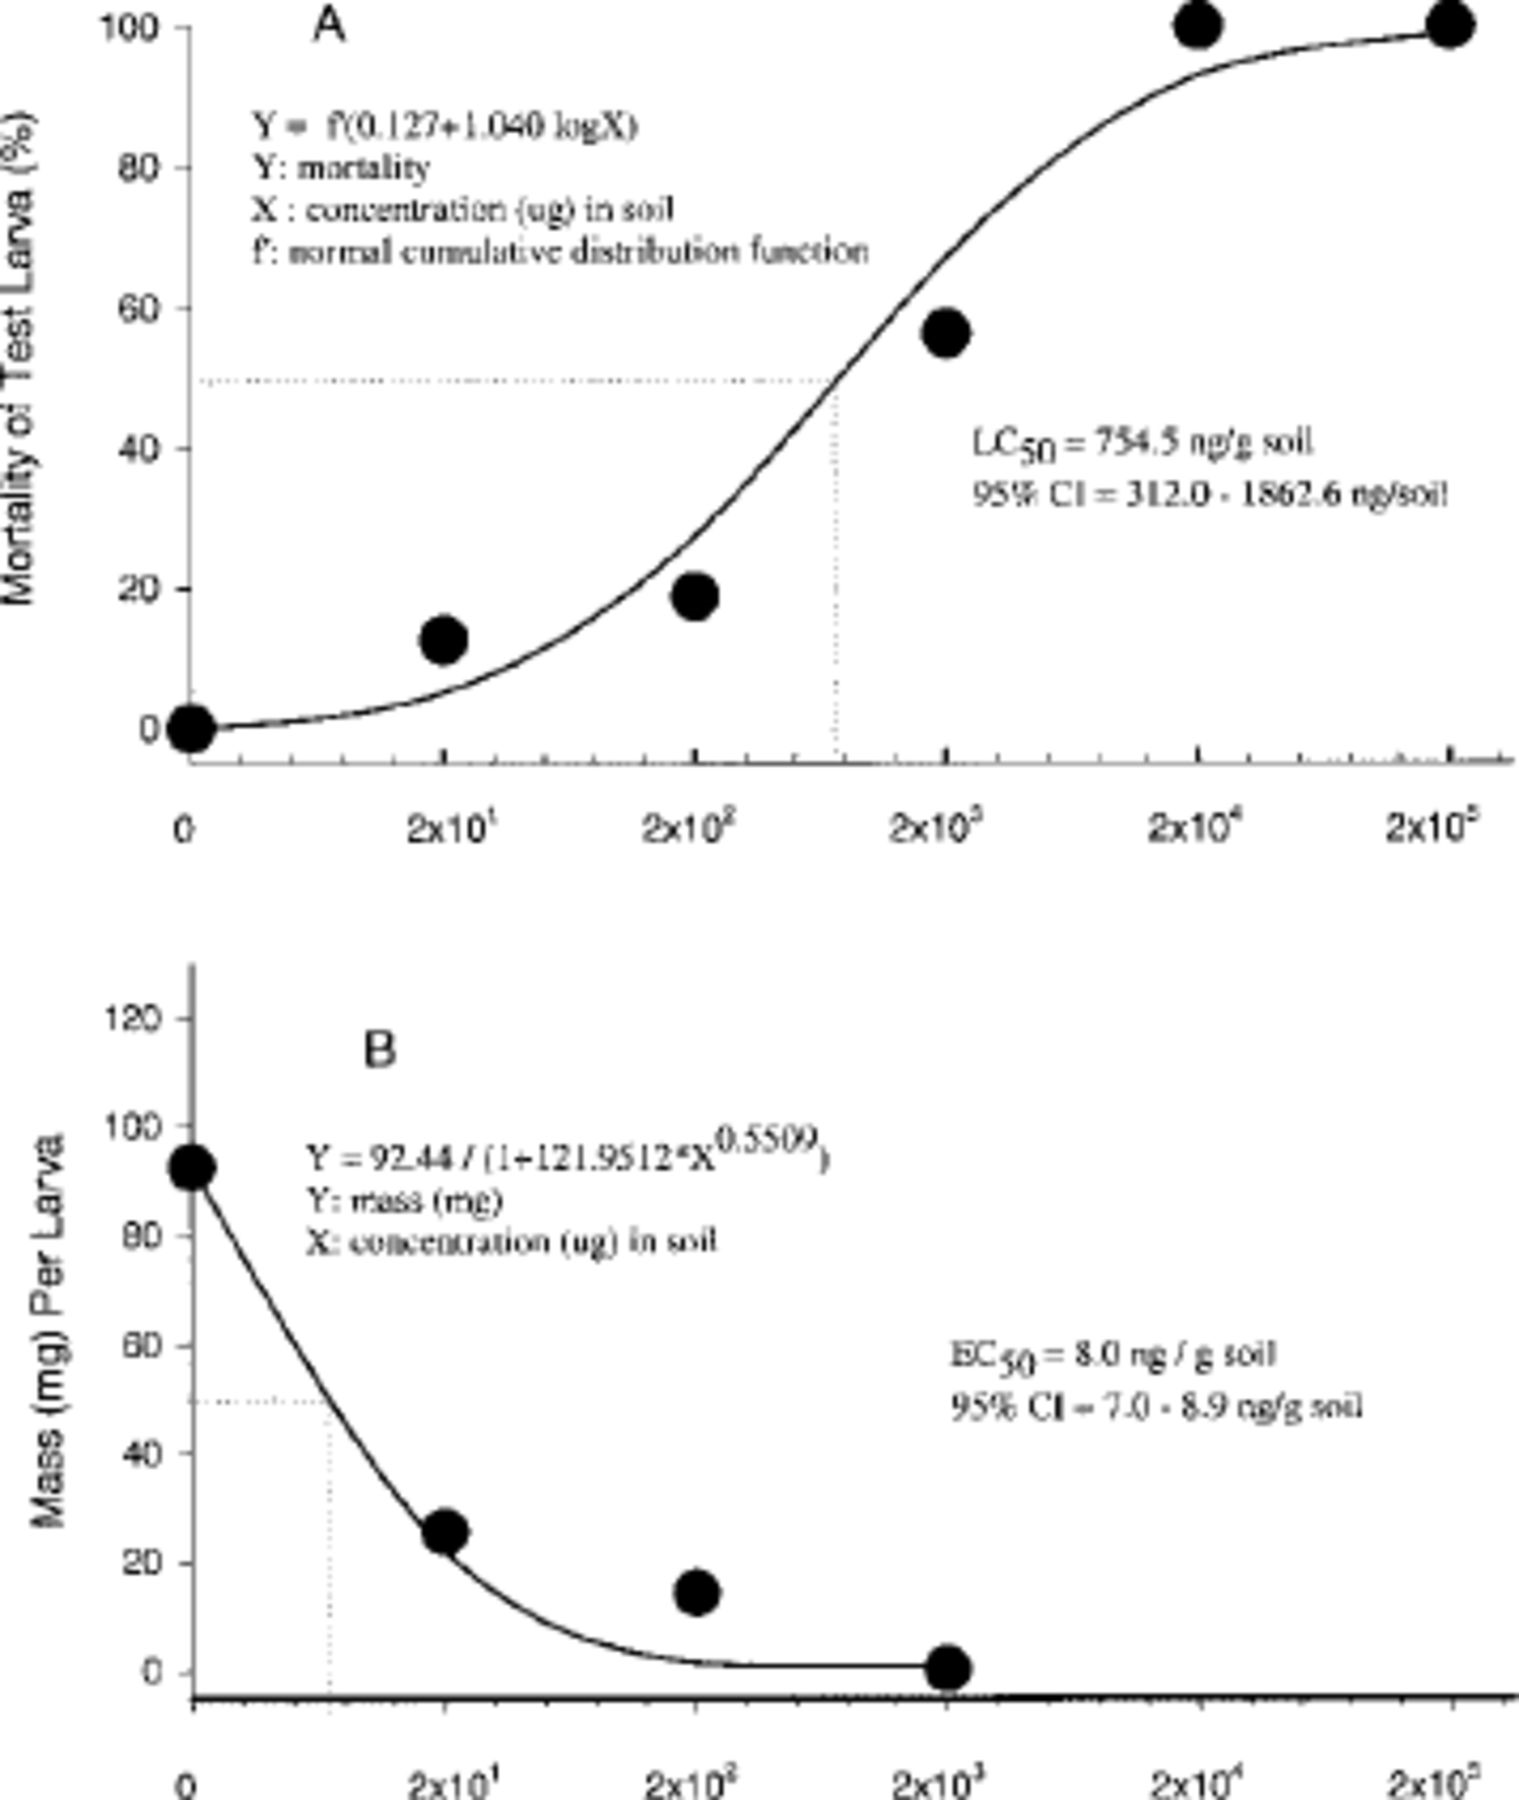 A
100
80
60
40
20
0
Mortality of Test Larva (%)
Y = f'(0.127+1.040 logX)
Y: mortality
X : concentration (ug) in soil
f': normal cumulative distribution function
LC50 = 754.5 ng/g soil
95% CI = 312.0 - 1862.6 ng/soil
0 2x10¹ 2x10² 2x10³ 2x10⁴ 2x10⁵
B
120
100
80
60
40
20
0
Mass (mg) Per Larva
Y = 92.44 / (1+121.9512*X^0.5509)
Y: mass (mg)
X: concentration (ug) in soil
EC50 = 8.0 ng / g soil
95% CI = 7.0 - 8.9 ng/g soil
0 2x10¹ 2x10² 2x10³ 2x10⁴ 2x10⁵